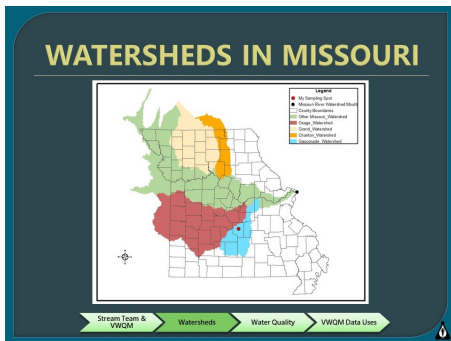 WATERSHEDS IN MISSOURI
Legend
My Sampling Spot
Missouri River Watershed Mouth
County Boundaries
Other Missouri_Watershed
Osage_Watershed
Grand_Watershed
Chariton_Watershed
Gasconade_Watershed
Stream Team &
VWQM
Watersheds
Water Quality
VWQM Data Uses